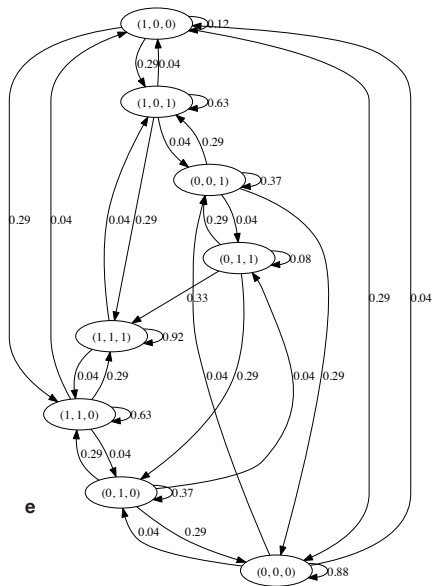 (1, 0, 0) 0.12
0.29 0.04
(1, 0, 1) 0.63
0.04 0.29
(0, 0, 1) 0.37
0.29 0.04 0.04 0.29 0.29 0.04 0.29 0.04
(0, 1, 1) 0.08
0.33
(1, 1, 1) 0.92
0.04 0.29 0.04 0.29 0.04 0.29
(1, 1, 0) 0.63
0.29 0.04
(0, 1, 0) 0.37
e
0.04 0.29
(0, 0, 0) 0.88